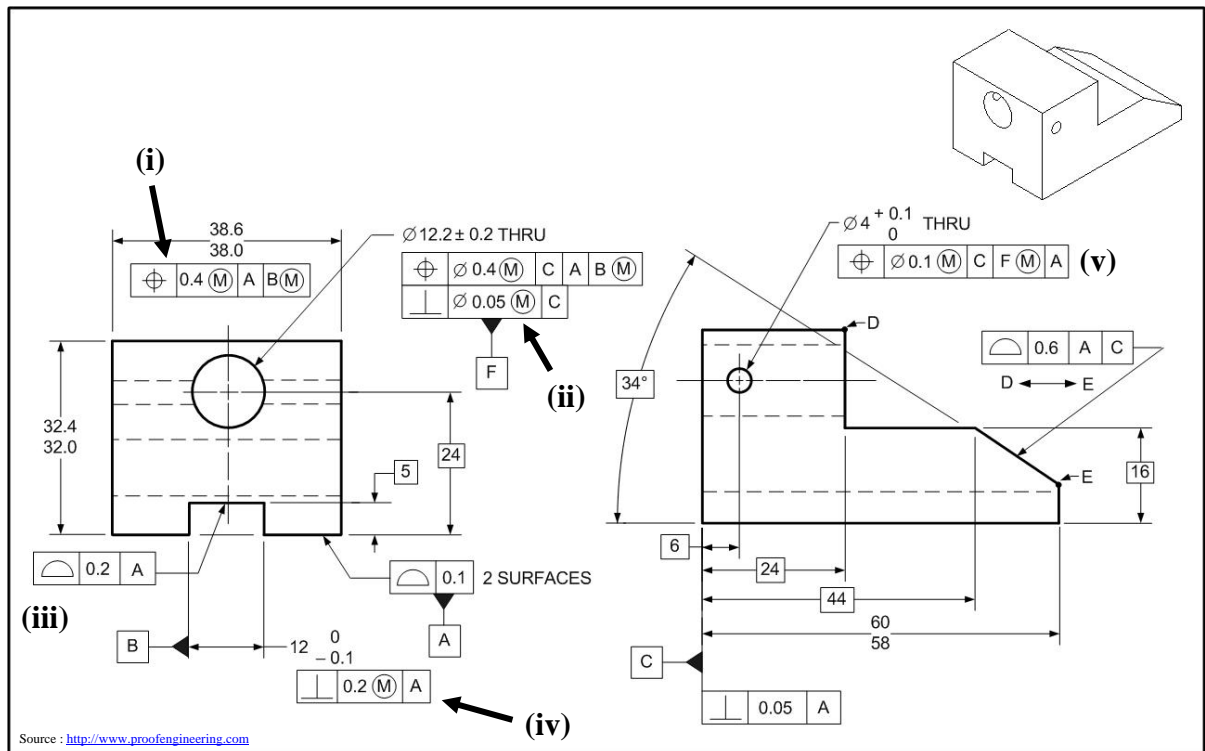 (i)
38.6
38.0
⌖ 0.4 Ⓜ A B Ⓜ
⌀ 12.2 ± 0.2 THRU
⌖ ⌀ 0.4 Ⓜ C A B Ⓜ
⊥ ⌀ 0.05 Ⓜ C
F
(ii)
⌀ 4 + 0.1 THRU
0
⌖ ⌀ 0.1 Ⓜ C F Ⓜ A
(v)
D
⌓ 0.6 A C
D ↔ E
34°
32.4
32.0
24
5
16
E
⌓ 0.2 A
(iii)
⌓ 0.1 2 SURFACES
A
B
12 0
– 0.1
⊥ 0.2 Ⓜ A
(iv)
6
24
44
60
58
C
⊥ 0.05 A
Source : http://www.proofengineering.com